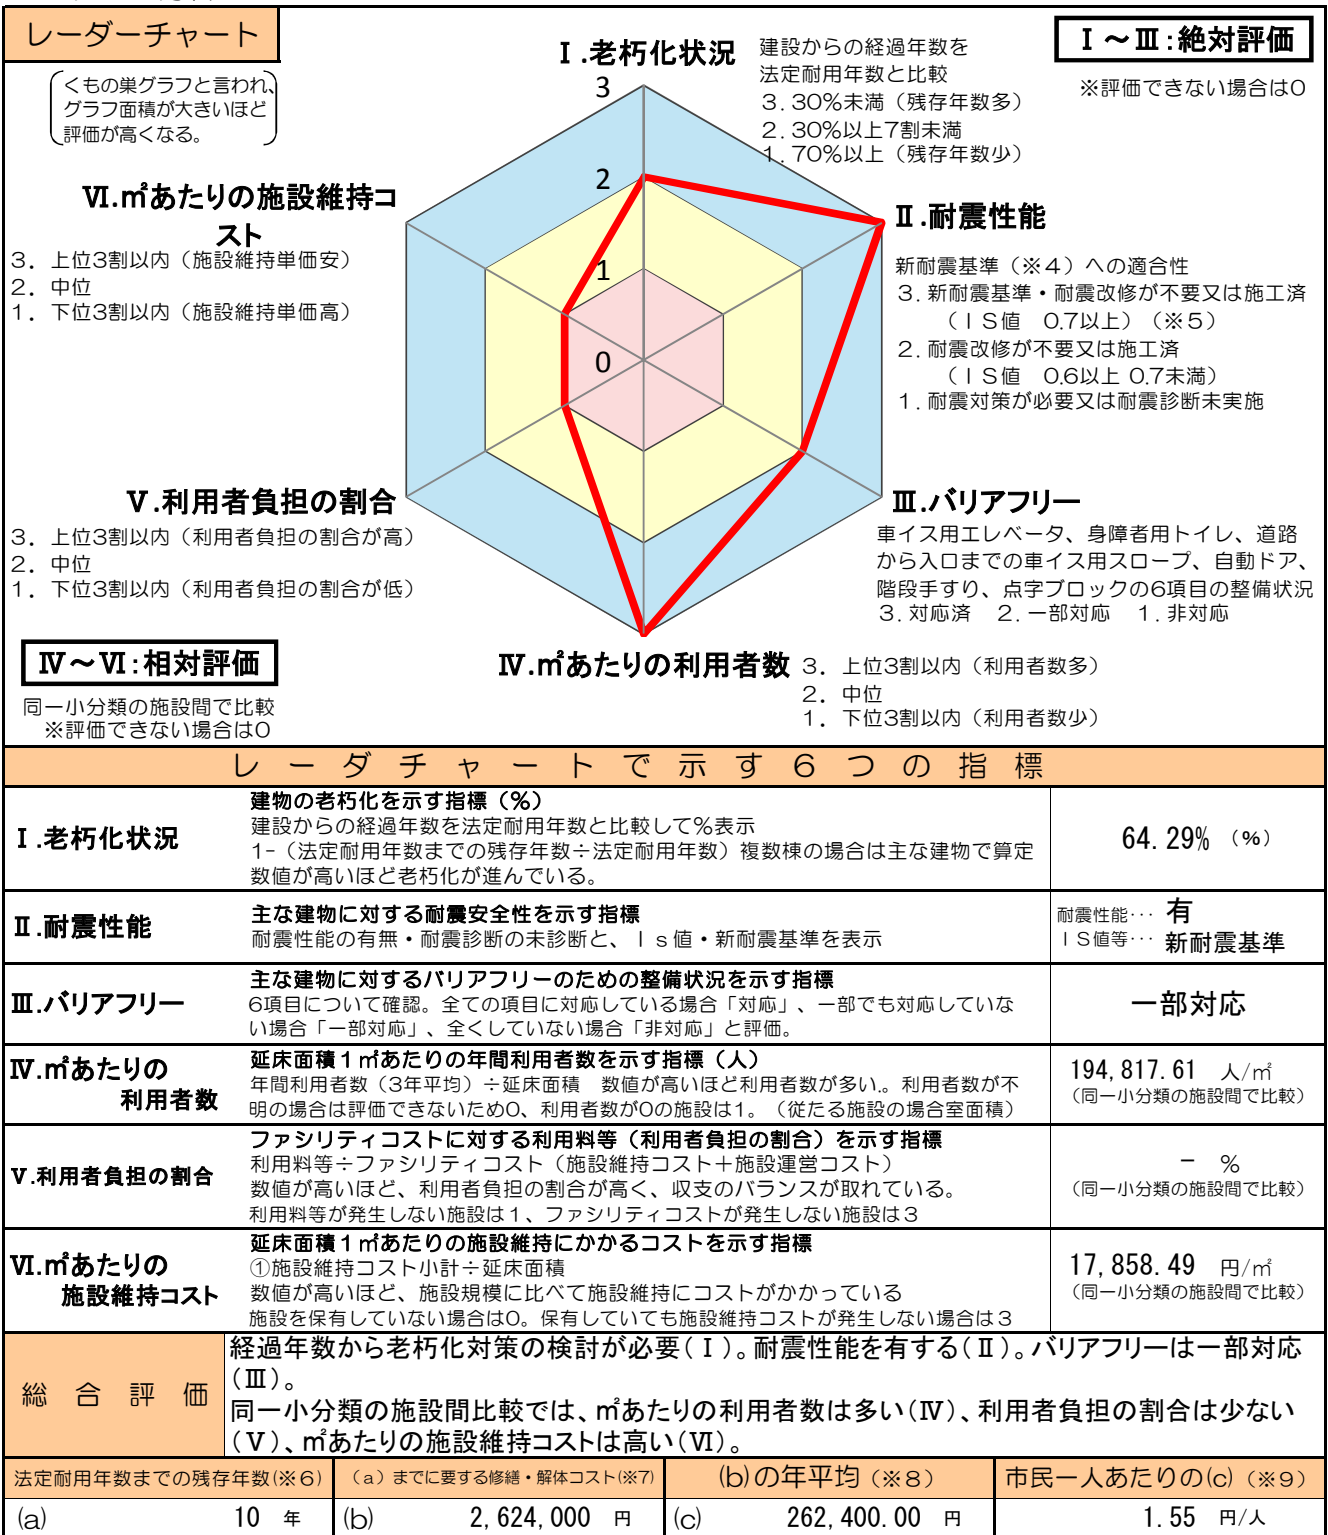 レーダーチャート
くもの巣グラフと言われ、
グラフ面積が大きいほど
評価が高くなる。
Ⅰ～Ⅲ:絶対評価
※評価できない場合は0
Ⅰ.老朽化状況
建設からの経過年数を
法定耐用年数と比較
3.30%未満（残存年数多）
2.30%以上7割未満
1.70%以上（残存年数少）
3
2
1
0
Ⅵ.㎡あたりの施設維持コ
スト
3. 上位3割以内（施設維持単価安）
2. 中位
1. 下位3割以内（施設維持単価高）
Ⅱ.耐震性能
新耐震基準（※4）への適合性
3.新耐震基準・耐震改修が不要又は施工済
（IS値 0.7以上）（※5）
2.耐震改修が不要又は施工済
（IS値 0.6以上 0.7未満）
1.耐震対策が必要又は耐震診断未実施
Ⅴ.利用者負担の割合
3. 上位3割以内（利用者負担の割合が高）
2. 中位
1. 下位3割以内（利用者負担の割合が低）
Ⅲ.バリアフリー
車イス用エレベータ、身障者用トイレ、道路
から入口までの車イス用スロープ、自動ドア、
階段手すり、点字ブロックの6項目の整備状況
3.対応済 2.一部対応 1.非対応
Ⅳ～Ⅵ:相対評価
同一小分類の施設間で比較
※評価できない場合は0
Ⅳ.㎡あたりの利用者数
3. 上位3割以内（利用者数多）
2. 中位
1. 下位3割以内（利用者数少）
レーダチャートで示す6つの指標
Ⅰ.老朽化状況
建物の老朽化を示す指標（%）
建設からの経過年数を法定耐用年数と比較して%表示
1-（法定耐用年数までの残存年数÷法定耐用年数）複数棟の場合は主な建物で算定
数値が高いほど老朽化が進んでいる。
64.29% （%）
Ⅱ.耐震性能
主な建物に対する耐震安全性を示す指標
耐震性能の有無・耐震診断の未診断と、Ｉｓ値・新耐震基準を表示
耐震性能… 有
IS値等… 新耐震基準
Ⅲ.バリアフリー
主な建物に対するバリアフリーのための整備状況を示す指標
6項目について確認。全ての項目に対応している場合「対応」、一部でも対応していな
い場合「一部対応」、全くしていない場合「非対応」と評価。
一部対応
Ⅳ.㎡あたりの
利用者数
延床面積１㎡あたりの年間利用者数を示す指標（人）
年間利用者数（3年平均）÷延床面積 数値が高いほど利用者数が多い。利用者数が不
明の場合は評価できないため0、利用者数が0の施設は1。（従たる施設の場合室面積）
194,817.61 人/㎡
（同一小分類の施設間で比較）
Ⅴ.利用者負担の割合
ファシリティコストに対する利用料等（利用者負担の割合）を示す指標
利用料等÷ファシリティコスト（施設維持コスト＋施設運営コスト）
数値が高いほど、利用者負担の割合が高く、収支のバランスが取れている。
利用料等が発生しない施設は１、ファシリティコストが発生しない施設は３
－ %
（同一小分類の施設間で比較）
Ⅵ.㎡あたりの
施設維持コスト
延床面積１㎡あたりの施設維持にかかるコストを示す指標
①施設維持コスト小計÷延床面積
数値が高いほど、施設規模に比べて施設維持にコストがかかっている
施設を保有していない場合は0。保有していても施設維持コストが発生しない場合は３
17,858.49 円/㎡
（同一小分類の施設間で比較）
総合評価
経過年数から老朽化対策の検討が必要(Ⅰ)。耐震性能を有する(Ⅱ)。バリアフリーは一部対応
(Ⅲ)。
同一小分類の施設間比較では、㎡あたりの利用者数は多い(Ⅳ)、利用者負担の割合は少ない
(Ⅴ)、㎡あたりの施設維持コストは高い(Ⅵ)。
法定耐用年数までの残存年数(※6) （a）までに要する修繕・解体コスト(※7) (b)の年平均（※8） 市民一人あたりの(c)（※9）
(a) 10 年 (b) 2,624,000 円 (c) 262,400.00 円 1.55 円/人